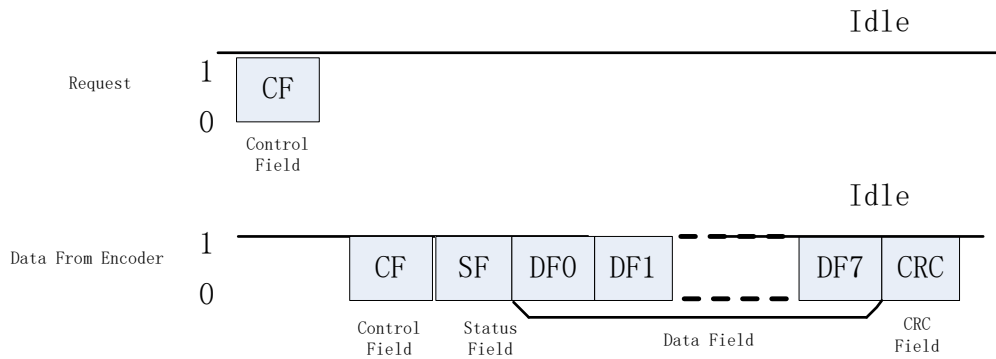 Idle
Request
1
0
CF
Control
Field
Idle
Data From Encoder
1
0
CF
SF
DF0
DF1
DF7
CRC
Control
Field
Status
Field
Data Field
CRC
Field